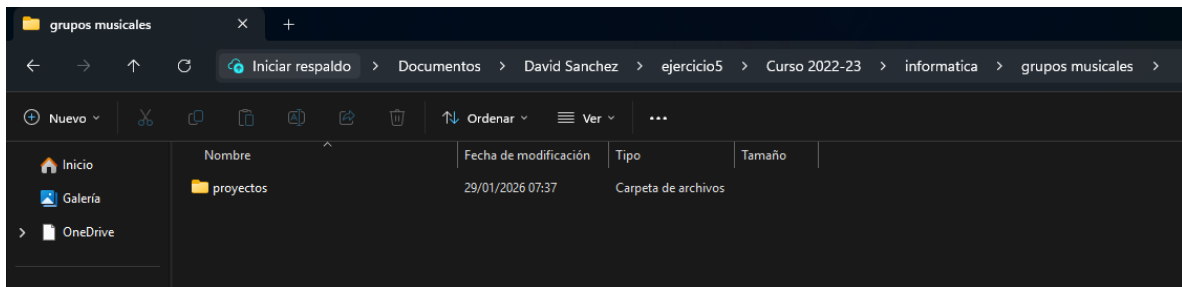 grupos musicales
Iniciar respaldo > Documentos > David Sanchez > ejercicio5 > Curso 2022-23 > informatica > grupos musicales >
Nuevo Ordenar Ver
Inicio
Galería
OneDrive
Nombre Fecha de modificación Tipo Tamaño
proyectos 29/01/2026 07:37 Carpeta de archivos